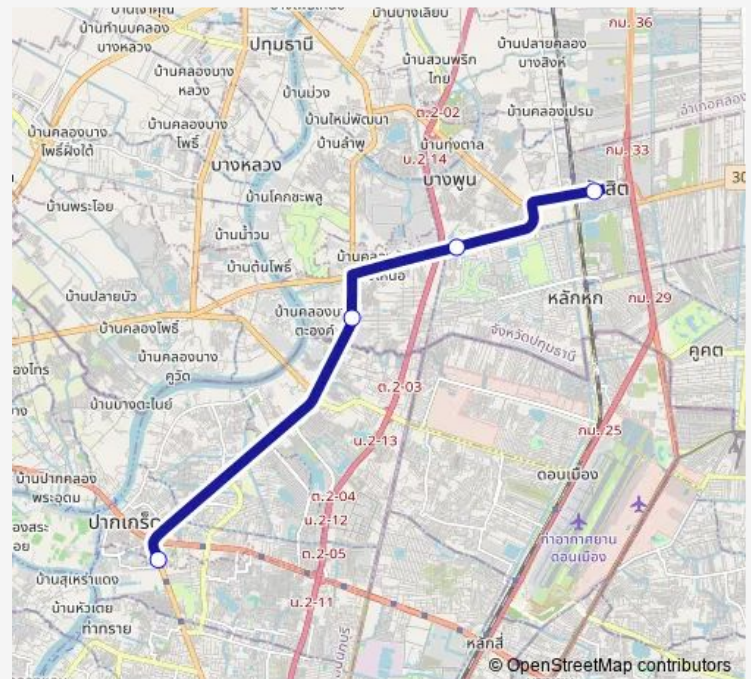 บ้านบางเลียบ
บ้านทำนบคลอง
บางหลวง
ปทุมธานี
บ้านปลายคลอง
บางสิงห์
กม. 36
บ้านคลองบาง
หลวง
บ้านม่วง
บ้านสวนพริก
ไทย
ต.2-02
บ้านคลองเปรม
บ้านคลองบาง
โพธิ์ฝั่งใต้
บ้านคลองบาง
โพธิ์
บ้านใหม่พัฒนา
บ้านลำพู
บ้านทุ่งตาล
น.2-14
กม. 33
บางหลวง
บางพูน
30
บ้านพระโอย
บ้านโคกชะพลู
บ้านน้ำวน
บ้านต้นโพธิ์
บ้านปลายบัว
หลักหก
กม. 29
บ้านคลองโพธิ์
จังหวัดปทุมธานี
บ้านคลองบาง
คูวัด
คูคต
บ้านบางตะไนย์
ต.2-03
กม. 25
น.2-13
บ้านปากคลอง
พระอุดม
ดอนเมือง
ต.2-04
ปากเกร็ด
น.2-12
ท่าอากาศยาน
ดอนเมือง
ต.2-05
บ้านสุเหร่าแดง
น.2-11
บ้านหัวเตย
ท่าทราย
หลักสี่
© OpenStreetMap contributors